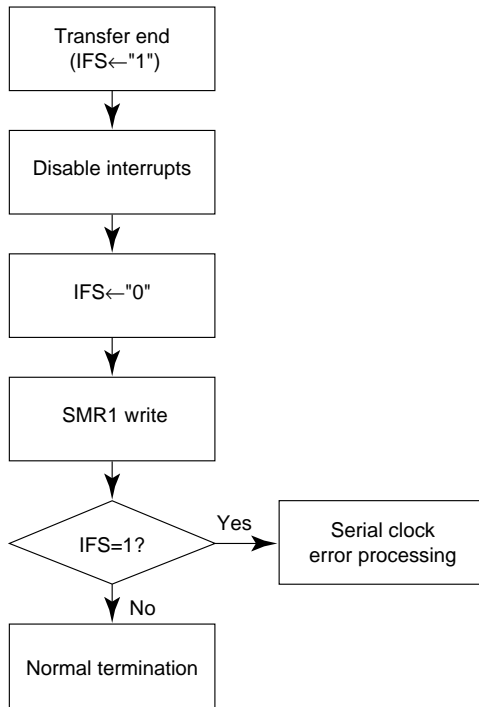 Transfer end
(IFS←"1")
Disable interrupts
IFS←"0"
SMR1 write
IFS=1?
Yes
Serial clock
error processing
No
Normal termination